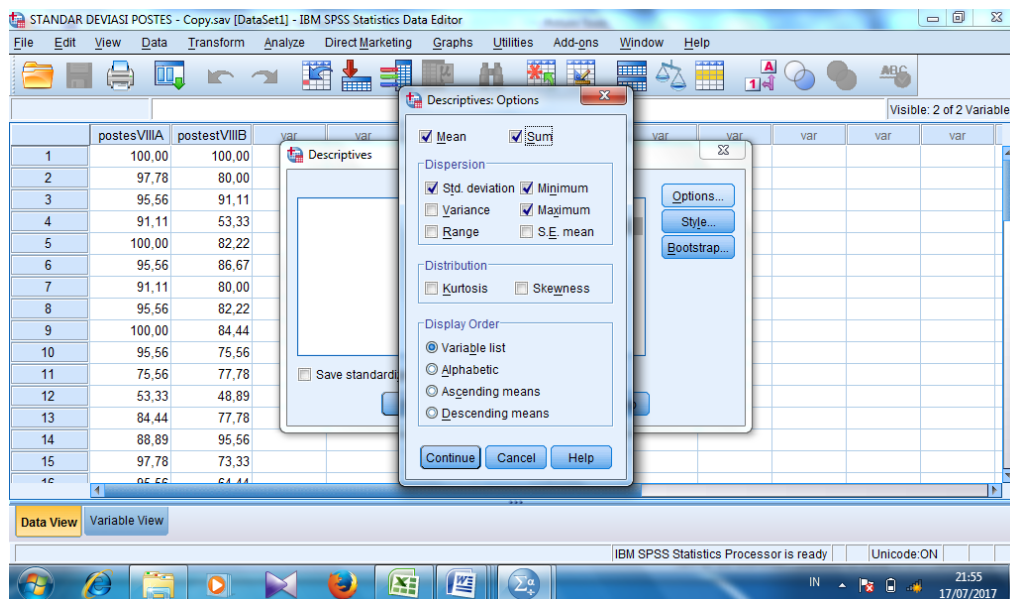 STANDAR DEVIASI POSTES - Copy.sav [DataSet1] - IBM SPSS Statistics Data Editor
File Edit View Data Transform Analyze Direct Marketing Graphs Utilities Add-ons Window Help
Visible: 2 of 2 Variable
postesVIIIA postestVIIIB var var var var var var var
1 100,00 100,00
2 97,78 80,00
3 95,56 91,11
4 91,11 53,33
5 100,00 82,22
6 95,56 86,67
7 91,11 80,00
8 95,56 82,22
9 100,00 84,44
10 95,56 75,56
11 75,56 77,78
12 53,33 48,89
13 84,44 77,78
14 88,89 95,56
15 97,78 73,33
16 95,56 64,44
Descriptives
Options...
Style...
Bootstrap...
Save standardi
Descriptives: Options
Mean Sum
Dispersion
Std. deviation Minimum
Variance Maximum
Range S.E. mean
Distribution
Kurtosis Skewness
Display Order
Variable list
Alphabetic
Ascending means
Descending means
Continue Cancel Help
Data View Variable View
IBM SPSS Statistics Processor is ready Unicode:ON
IN 21:55
17/07/2017